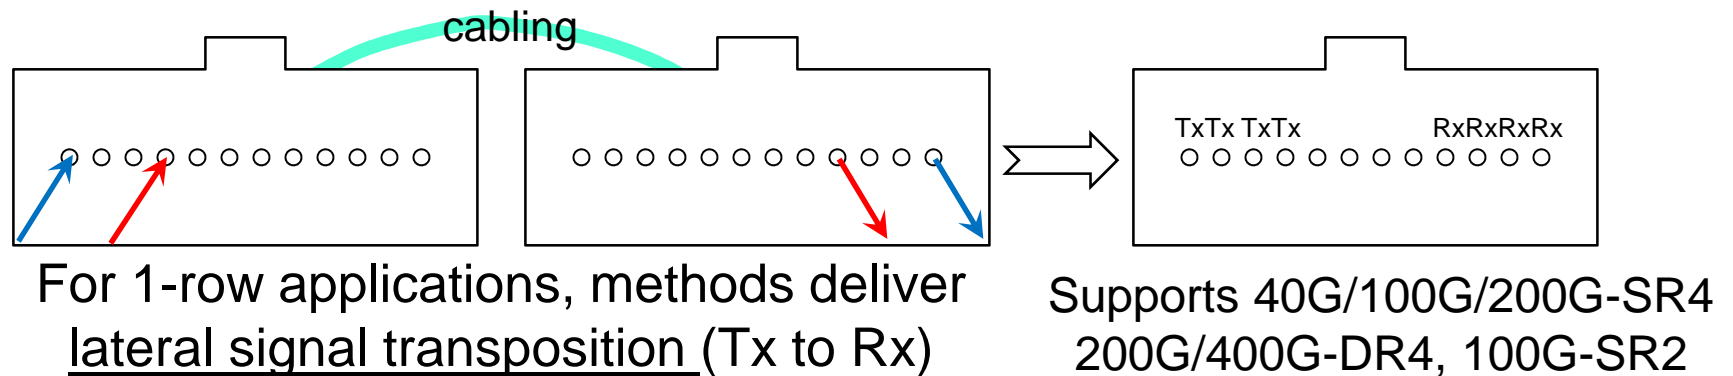 cabling
TxTx TxTx
RxRxRxRx
For 1-row applications, methods deliver
lateral signal transposition (Tx to Rx)
Supports 40G/100G/200G-SR4
200G/400G-DR4, 100G-SR2